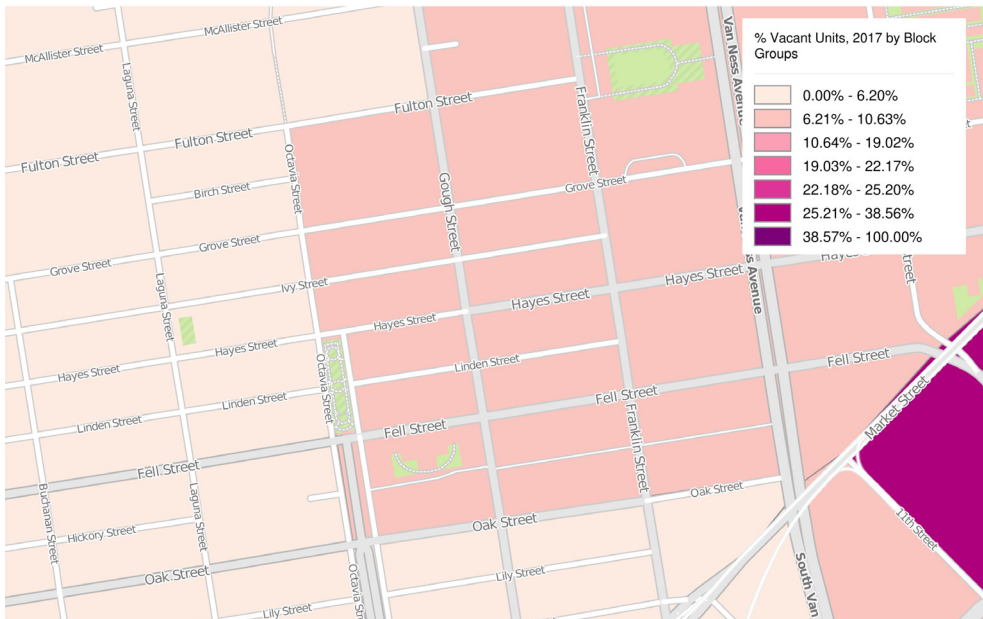 McAllister Street
McAllister Street
Van Ness Avenue
% Vacant Units, 2017 by Block
Groups
0.00% - 6.20%
6.21% - 10.63%
10.64% - 19.02%
19.03% - 22.17%
22.18% - 25.20%
25.21% - 38.56%
38.57% - 100.00%
Laguna Street
Fulton Street
Fulton Street
Fulton Street
Franklin Street
Octavia Street
Birch Street
Gough Street
Grove Street
Grove Street
Grove Street
Laguna Street
Ivy Street
Hayes Street
Hayes Street
Hayes Street
Hayes Street
Hayes Street
Linden Street
Linden Street
Linden Street
Octavia Street
Fell Street
Fell Street
Fell Street
Fell Street
Franklin Street
Market Street
Buchanan Street
Laguna Street
Hickory Street
Oak Street
Oak Street
Oak Street
11th Street
Lily Street
Lily Street
Octavia Street
South Van